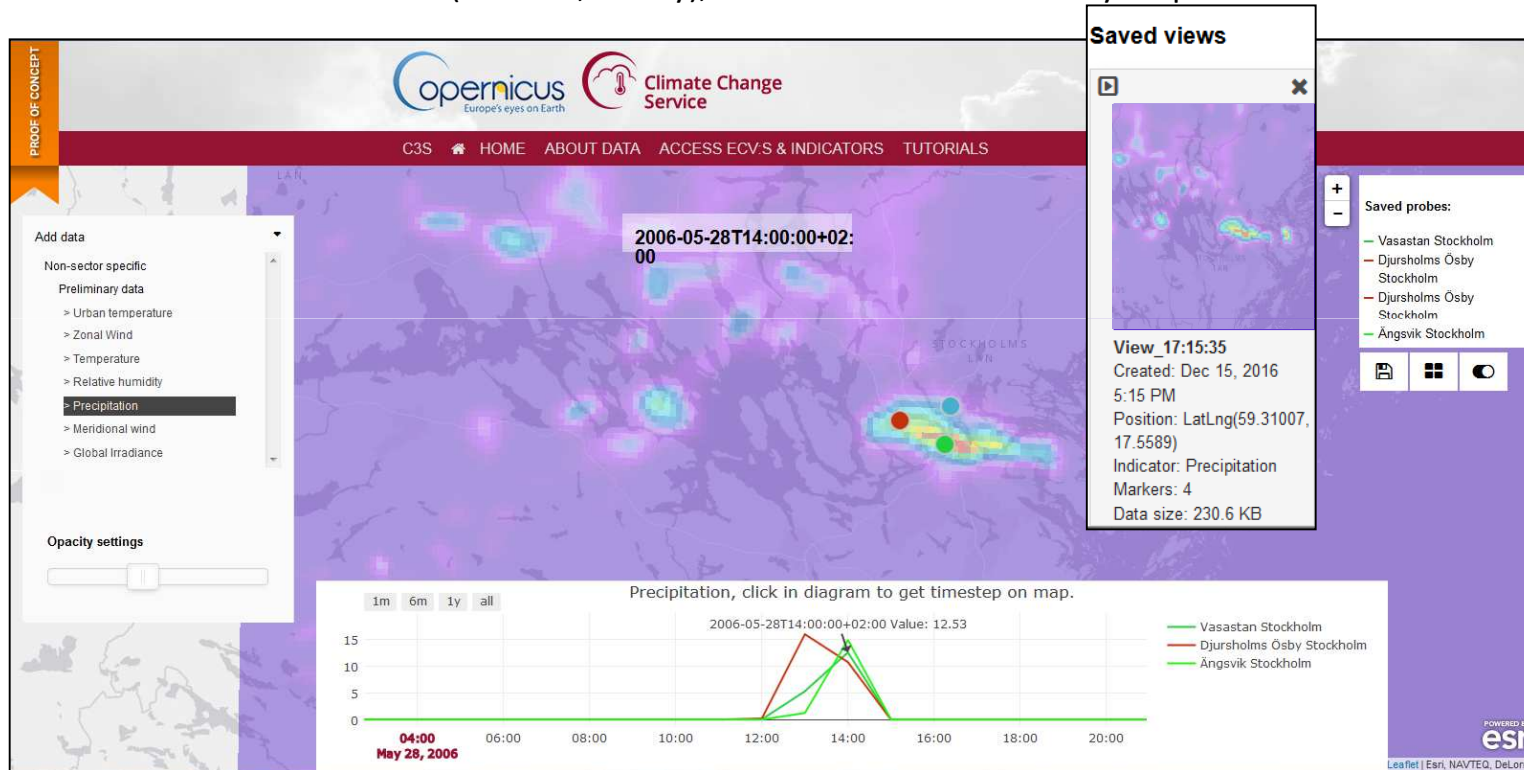 PROOF OF CONCEPT
opernicus
Europe's eyes on Earth
Climate Change
Service
C3S HOME ABOUT DATA ACCESS ECV:S & INDICATORS TUTORIALS
Add data
Non-sector specific
Preliminary data
> Urban temperature
> Zonal Wind
> Temperature
> Relative humidity
> Precipitation
> Meridional wind
> Global Irradiance
Opacity settings
LÄN
2006-05-28T14:00:00+02:
00
STOCKHOLMS
LÄN
Saved views
View_17:15:35
Created: Dec 15, 2016
5:15 PM
Position: LatLng(59.31007,
17.5589)
Indicator: Precipitation
Markers: 4
Data size: 230.6 KB
+
−
Saved probes:
Vasastan Stockholm
Djursholms Ösby
Stockholm
Djursholms Ösby
Stockholm
Ängsvik Stockholm
Precipitation, click in diagram to get timestep on map.
1m 6m 1y all
2006-05-28T14:00:00+02:00 Value: 12.53
15
10
5
0
04:00 06:00 08:00 10:00 12:00 14:00 16:00 18:00 20:00
May 28, 2006
Vasastan Stockholm
Djursholms Ösby Stockholm
Ängsvik Stockholm
POWERED
esr
Leaflet | Esri, NAVTEQ, DeLor